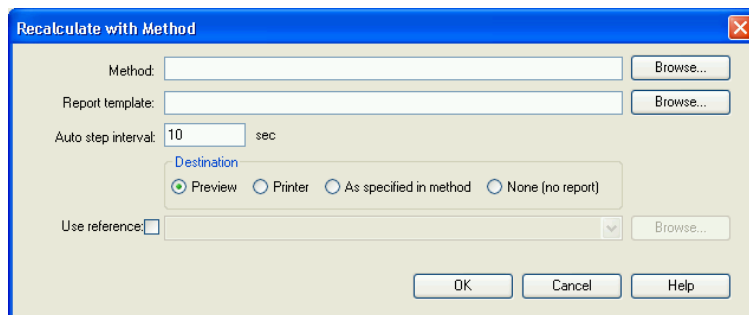 Recalculate with Method
Method: Browse...
Report template: Browse...
Auto step interval: 10 sec
Destination
Preview Printer As specified in method None (no report)
Use reference: Browse...
OK Cancel Help